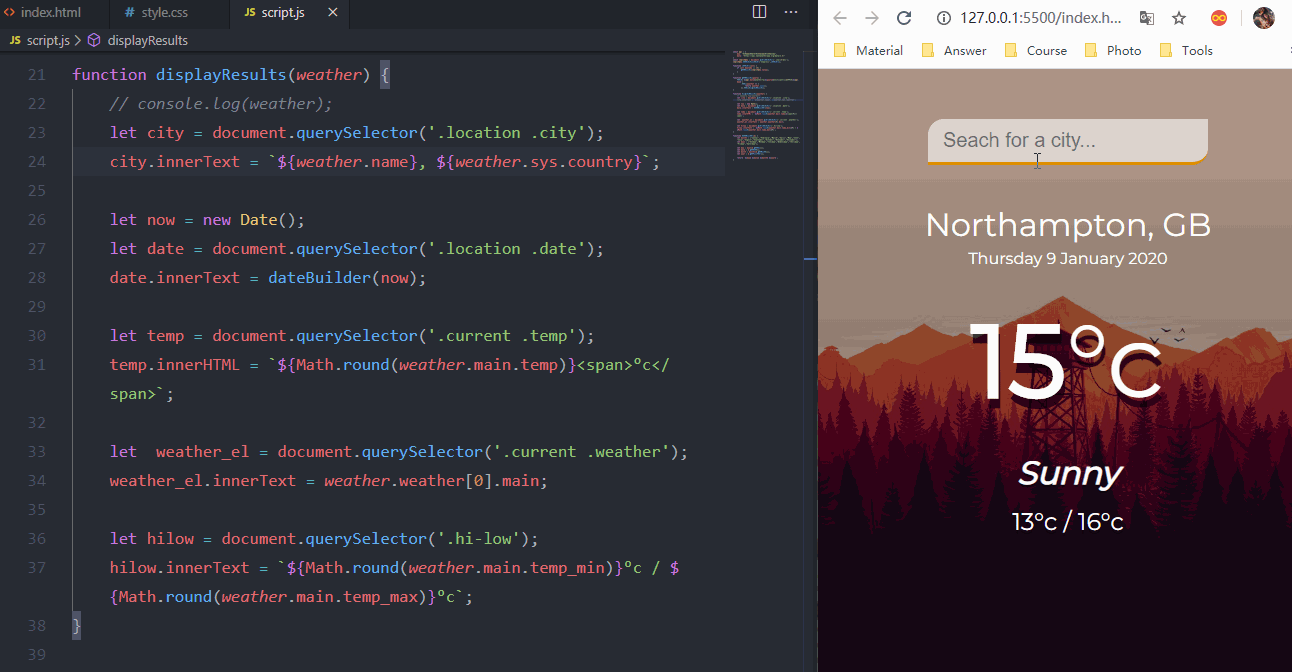 index.html # style.css JS script.js
JS script.js > displayResults
21 function displayResults(weather) {
22 // console.log(weather);
23 let city = document.querySelector('.location .city');
24 city.innerText = `${weather.name}, ${weather.sys.country}`;
25
26 let now = new Date();
27 let date = document.querySelector('.location .date');
28 date.innerText = dateBuilder(now);
29
30 let temp = document.querySelector('.current .temp');
31 temp.innerHTML = `${Math.round(weather.main.temp)}<span>°c</
span>`;
32
33 let  weather_el = document.querySelector('.current .weather');
34 weather_el.innerText = weather.weather[0].main;
35
36 let hilow = document.querySelector('.hi-low');
37 hilow.innerText = `${Math.round(weather.main.temp_min)}°c / $
{Math.round(weather.main.temp_max)}°c`;
38 }
39
127.0.0.1:5500/index.h...
Material Answer Course Photo Tools
Seach for a city...
Northampton, GB
Thursday 9 January 2020
15°c
Sunny
13°c / 16°c